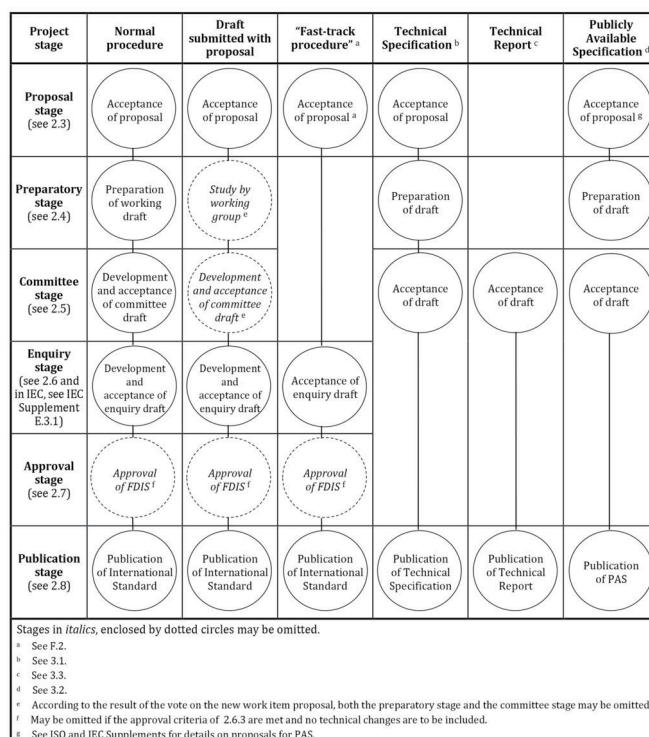 Project stage
Normal procedure
Draft submitted with proposal
“Fast-track procedure” a
Technical Specification b
Technical Report c
Publicly Available Specification d
Proposal stage
(see 2.3)
Acceptance of proposal
Acceptance of proposal
Acceptance of proposal a
Acceptance of proposal
Acceptance of proposal g
Preparatory stage
(see 2.4)
Preparation of working draft
Study by working group e
Preparation of draft
Preparation of draft
Committee stage
(see 2.5)
Development and acceptance of committee draft
Development and acceptance of committee draft e
Acceptance of draft
Acceptance of draft
Acceptance of draft
Enquiry stage
(see 2.6 and in IEC, see IEC Supplement E.3.1)
Development and acceptance of enquiry draft
Development and acceptance of enquiry draft
Acceptance of enquiry draft
Approval stage
(see 2.7)
Approval of FDIS f
Approval of FDIS f
Approval of FDIS f
Publication stage
(see 2.8)
Publication of International Standard
Publication of International Standard
Publication of International Standard
Publication of Technical Specification
Publication of Technical Report
Publication of PAS
Stages in italics, enclosed by dotted circles may be omitted.
a See F.2.
b See 3.1.
c See 3.3.
d See 3.2.
e According to the result of the vote on the new work item proposal, both the preparatory stage and the committee stage may be omitted
f May be omitted if the approval criteria of 2.6.3 are met and no technical changes are to be included.
g See ISO and IEC Supplements for details on proposals for PAS.